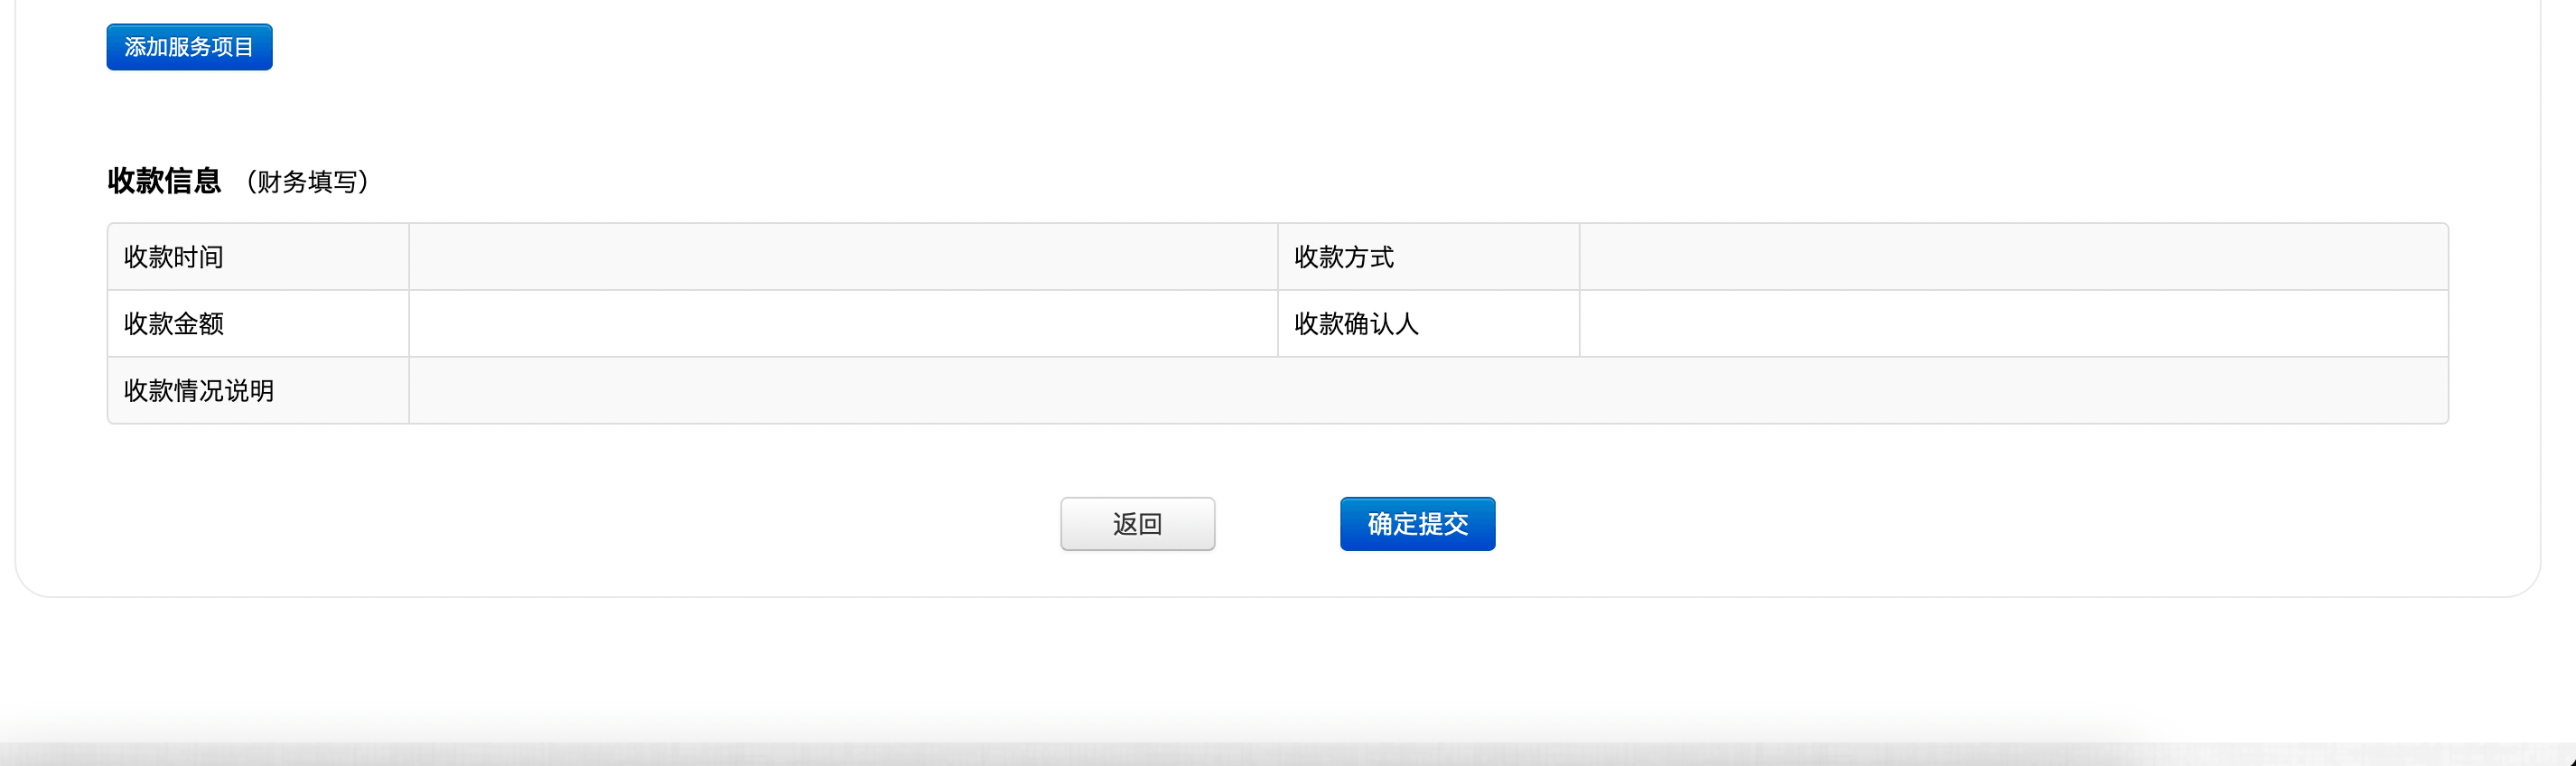 添加服务项目
收款信息 （财务填写）
收款时间 收款方式
收款金额 收款确认人
收款情况说明
返回 确定提交